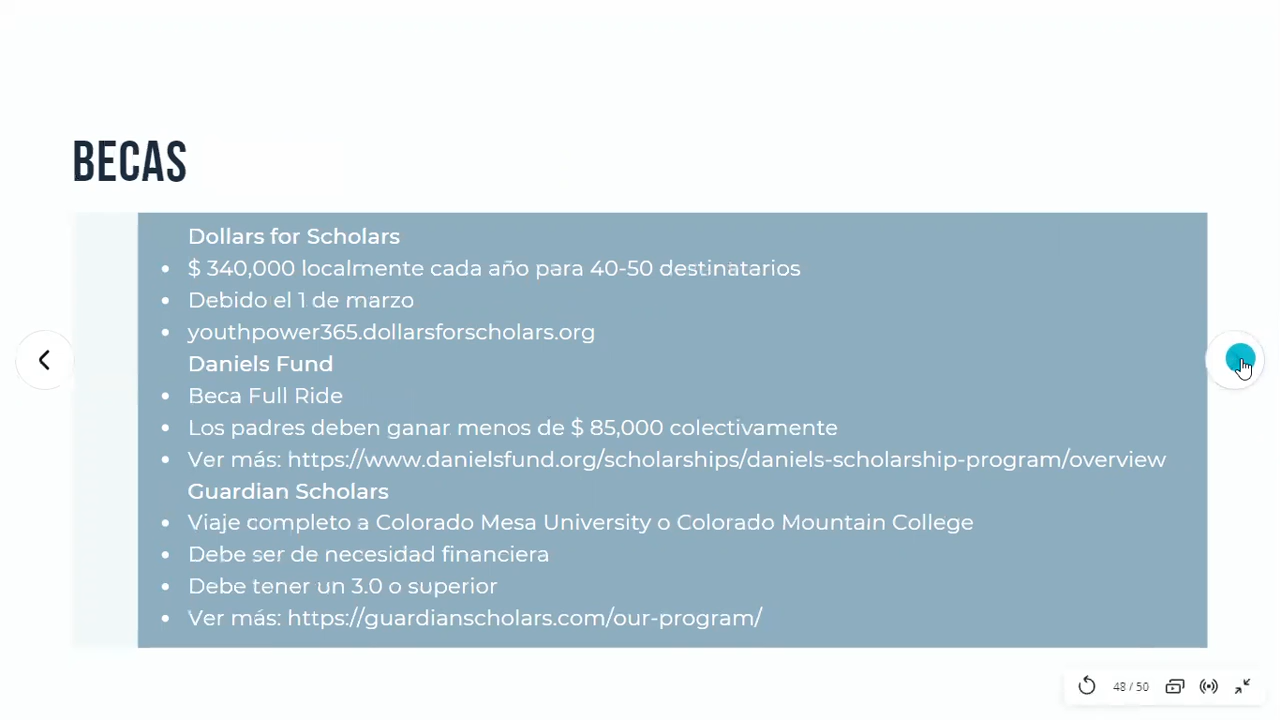 BECAS
Dollars for Scholars
• $ 340,000 localmente cada año para 40-50 destinatarios
• Debido el 1 de marzo
• youthpower365.dollarsforscholars.org
Daniels Fund
• Beca Full Ride
• Los padres deben ganar menos de $ 85,000 colectivamente
• Ver más: https://www.danielsfund.org/scholarships/daniels-scholarship-program/overview
Guardian Scholars
• Viaje completo a Colorado Mesa University o Colorado Mountain College
• Debe ser de necesidad financiera
• Debe tener un 3.0 o superior
• Ver más: https://guardianscholars.com/our-program/
48 / 50